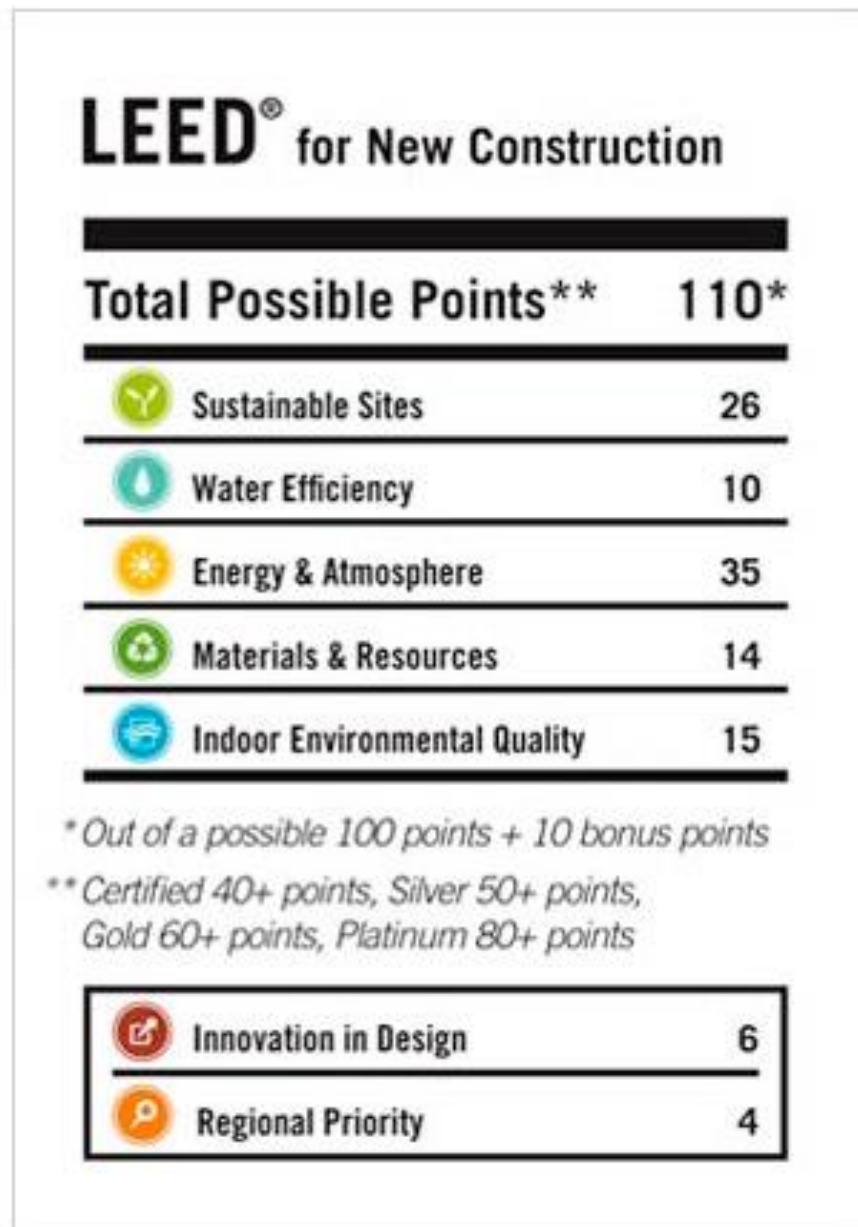 LEED® for New Construction
Total Possible Points** 110*
Sustainable Sites 26
Water Efficiency 10
Energy & Atmosphere 35
Materials & Resources 14
Indoor Environmental Quality 15
* Out of a possible 100 points + 10 bonus points
** Certified 40+ points, Silver 50+ points,
Gold 60+ points, Platinum 80+ points
Innovation in Design 6
Regional Priority 4